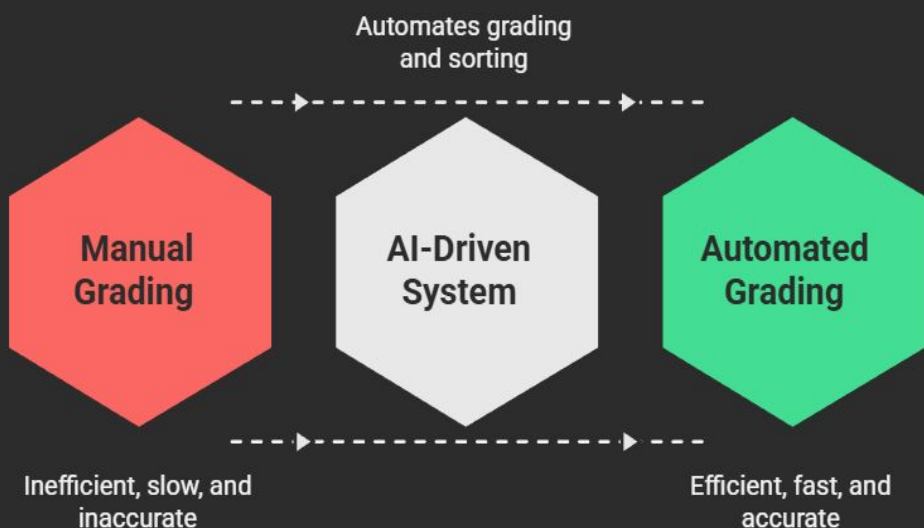 Automates grading
and sorting
Manual
Grading
AI-Driven
System
Automated
Grading
Inefficient, slow, and
inaccurate
Efficient, fast, and
accurate